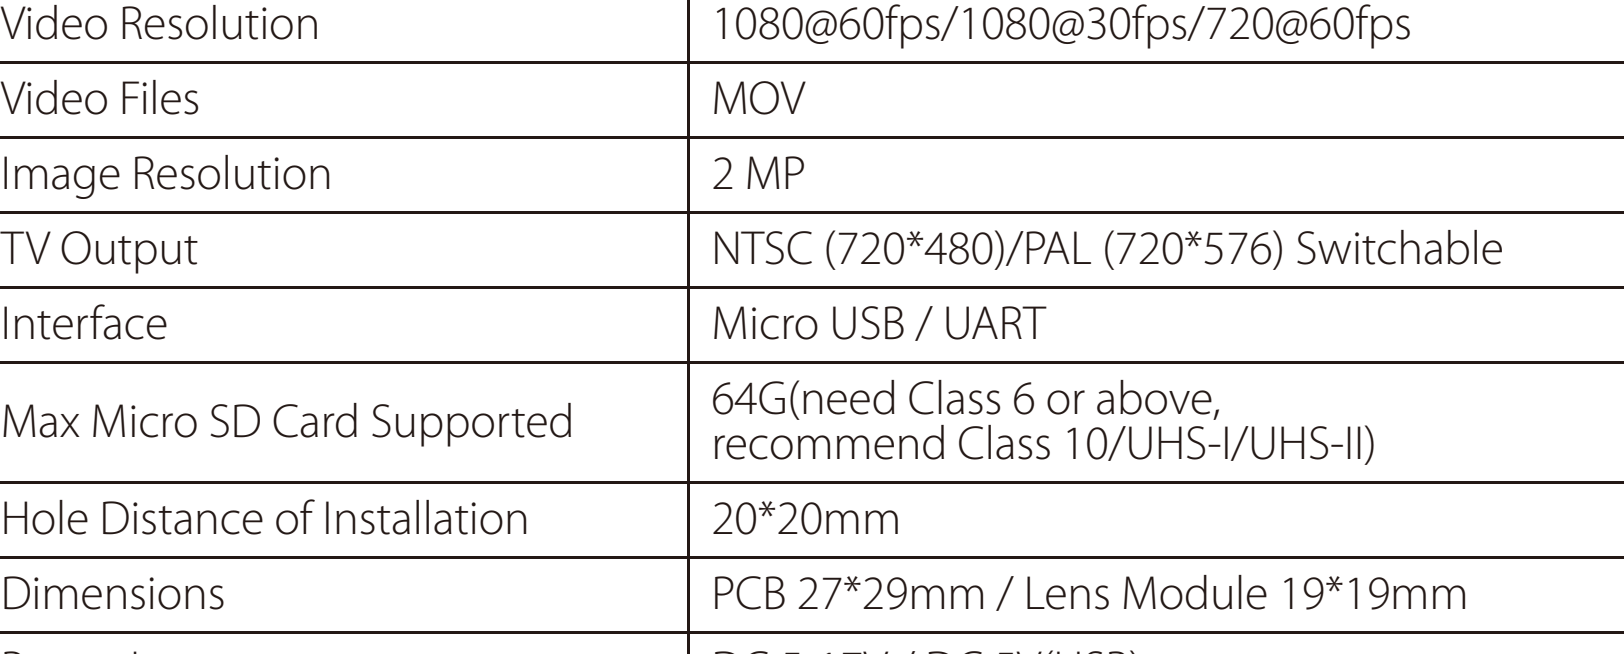 Video Resolution 1080@60fps/1080@30fps/720@60fps
Video Files MOV
Image Resolution 2 MP
TV Output NTSC (720*480)/PAL (720*576) Switchable
Interface Micro USB / UART
Max Micro SD Card Supported 64G(need Class 6 or above,
recommend Class 10/UHS-I/UHS-II)
Hole Distance of Installation 20*20mm
Dimensions PCB 27*29mm / Lens Module 19*19mm